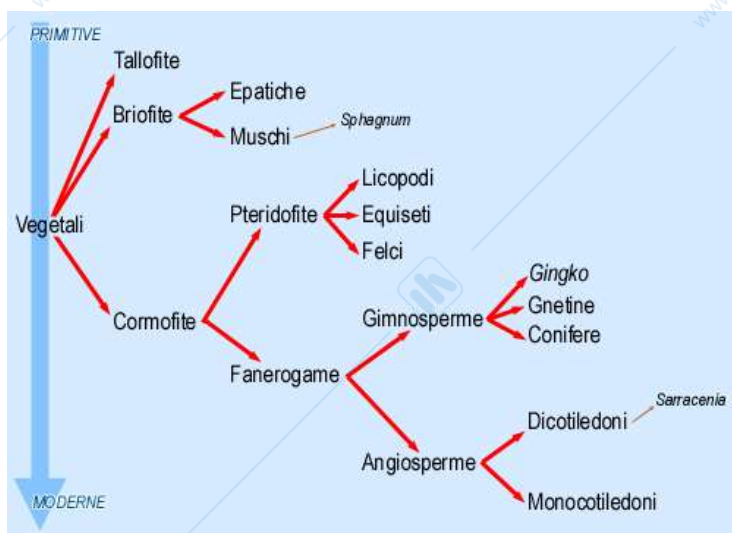 PRIMITIVE
Tallofite
Briofite
Epatiche
Muschi
Sphagnum
Vegetali
Pteridofite
Licopodi
Equiseti
Felci
Cormofite
Fanerogame
Gimnosperme
Gingko
Gnetine
Conifere
Angiosperme
Dicotiledoni
Sarracenia
Monocotiledoni
MODERNE